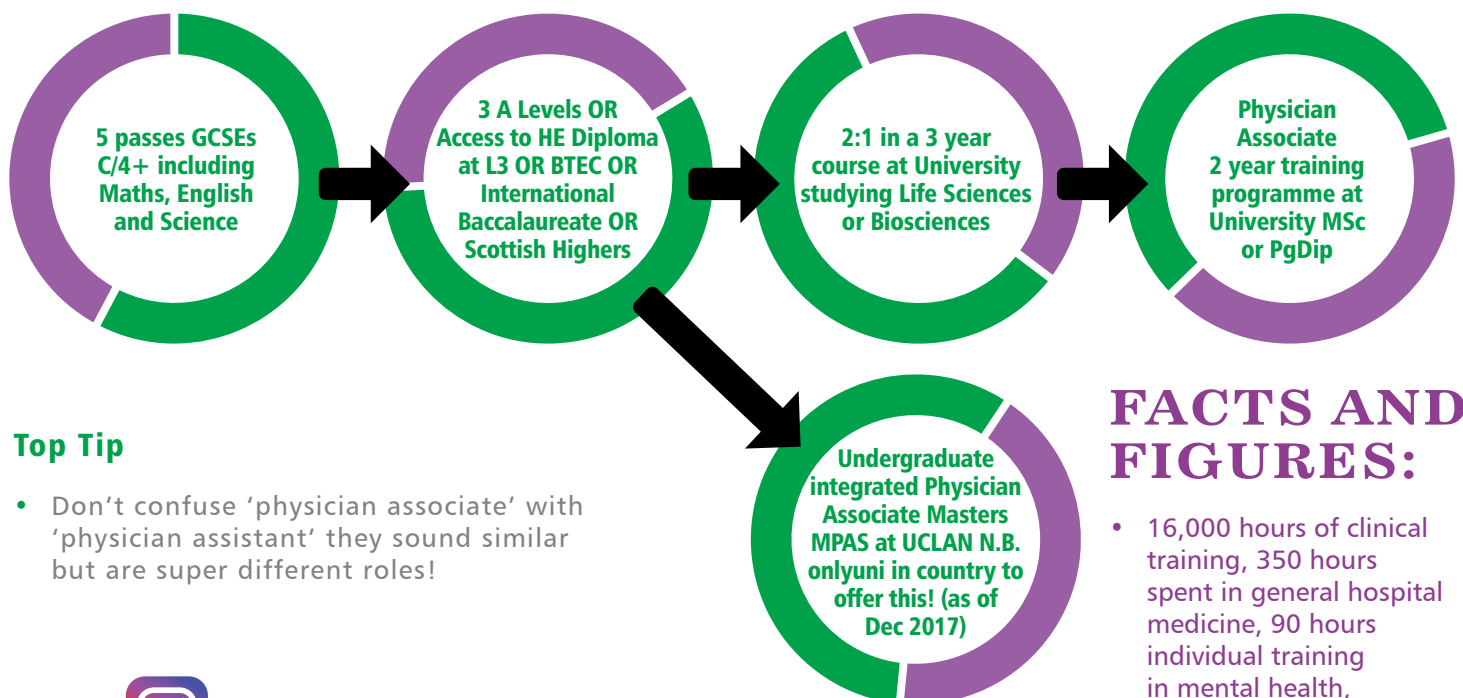 5 passes GCSEs
C/4+ including
Maths, English
and Science
3 A Levels OR
Access to HE Diploma
at L3 OR BTEC OR
International
Baccalaureate OR
Scottish Highers
2:1 in a 3 year
course at University
studying Life Sciences
or Biosciences
Physician
Associate
2 year training
programme at
University MSc
or PgDip
Undergraduate
integrated Physician
Associate Masters
MPAS at UCLAN N.B.
onlyuni in country to
offer this! (as of
Dec 2017)
Top Tip
• Don't confuse ‘physician associate’ with
‘physician assistant’ they sound similar
but are super different roles!
FACTS AND
FIGURES:
• 16,000 hours of clinical
training, 350 hours
spent in general hospital
medicine, 90 hours
individual training
in mental health,